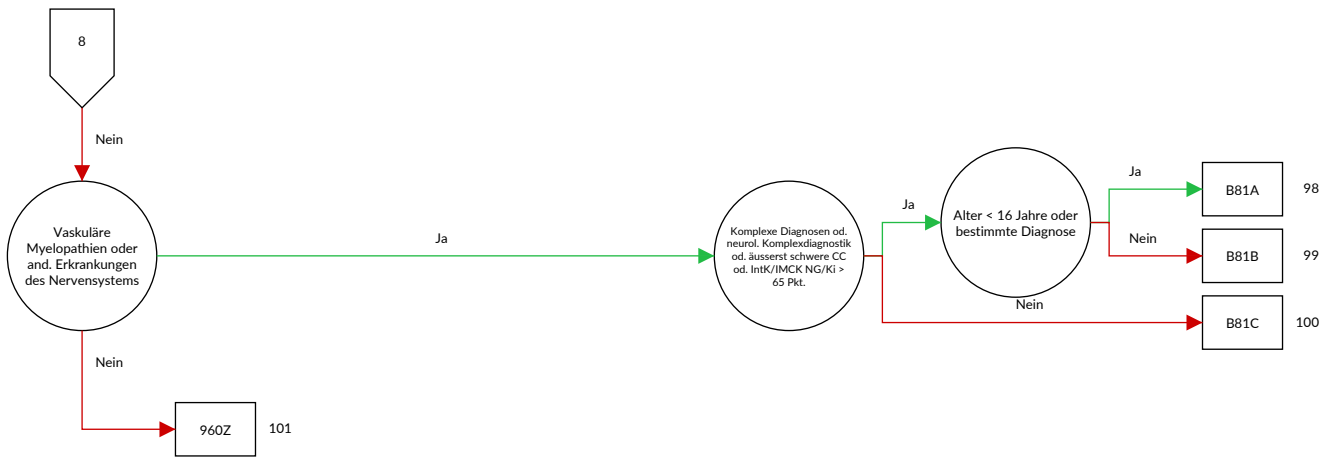 8
Nein
Vaskuläre
Myelopathien oder
and. Erkrankungen
des Nervensystems
Ja
Komplexe Diagnosen od.
neurol. Komplexdiagnostik
od. äusserst schwere CC
od. IntK/IMCK NG/Ki >
65 Pkt.
Ja
Alter < 16 Jahre oder
bestimmte Diagnose
Ja
B81A
98
Nein
B81B
99
Nein
B81C
100
Nein
960Z
101